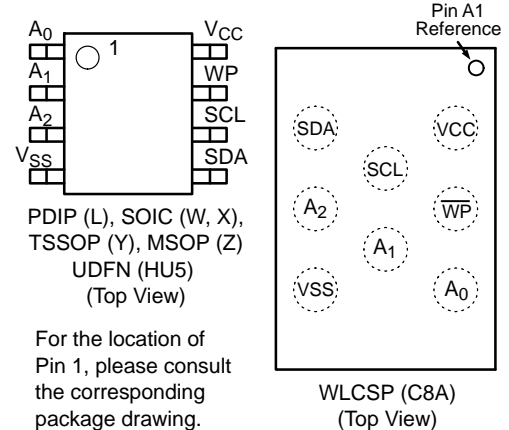 A0 VCC
1
A1 WP
A2 SCL
VSS SDA
PDIP (L), SOIC (W, X),
TSSOP (Y), MSOP (Z)
UDFN (HU5)
(Top View)
For the location of
Pin 1, please consult
the corresponding
package drawing.
Pin A1
Reference
SDA VCC
SCL
A2 W̅P̅
A1
VSS A0
WLCSP (C8A)
(Top View)